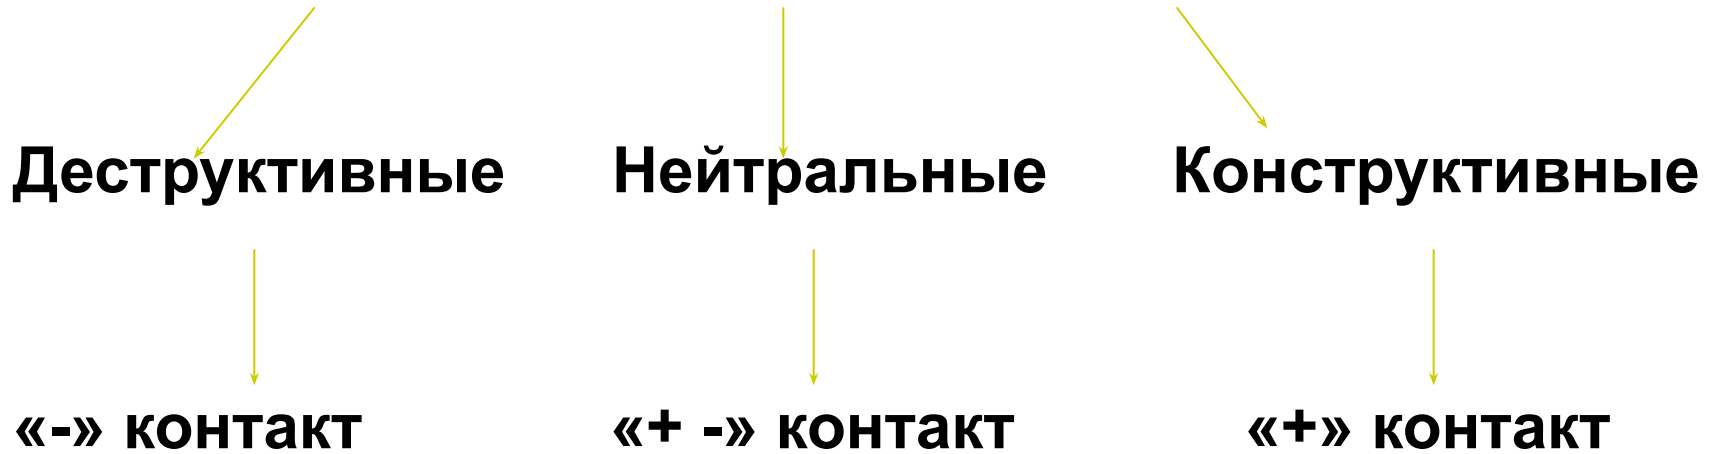 Деструктивные Нейтральные Конструктивные
«-» контакт «+ -» контакт «+» контакт